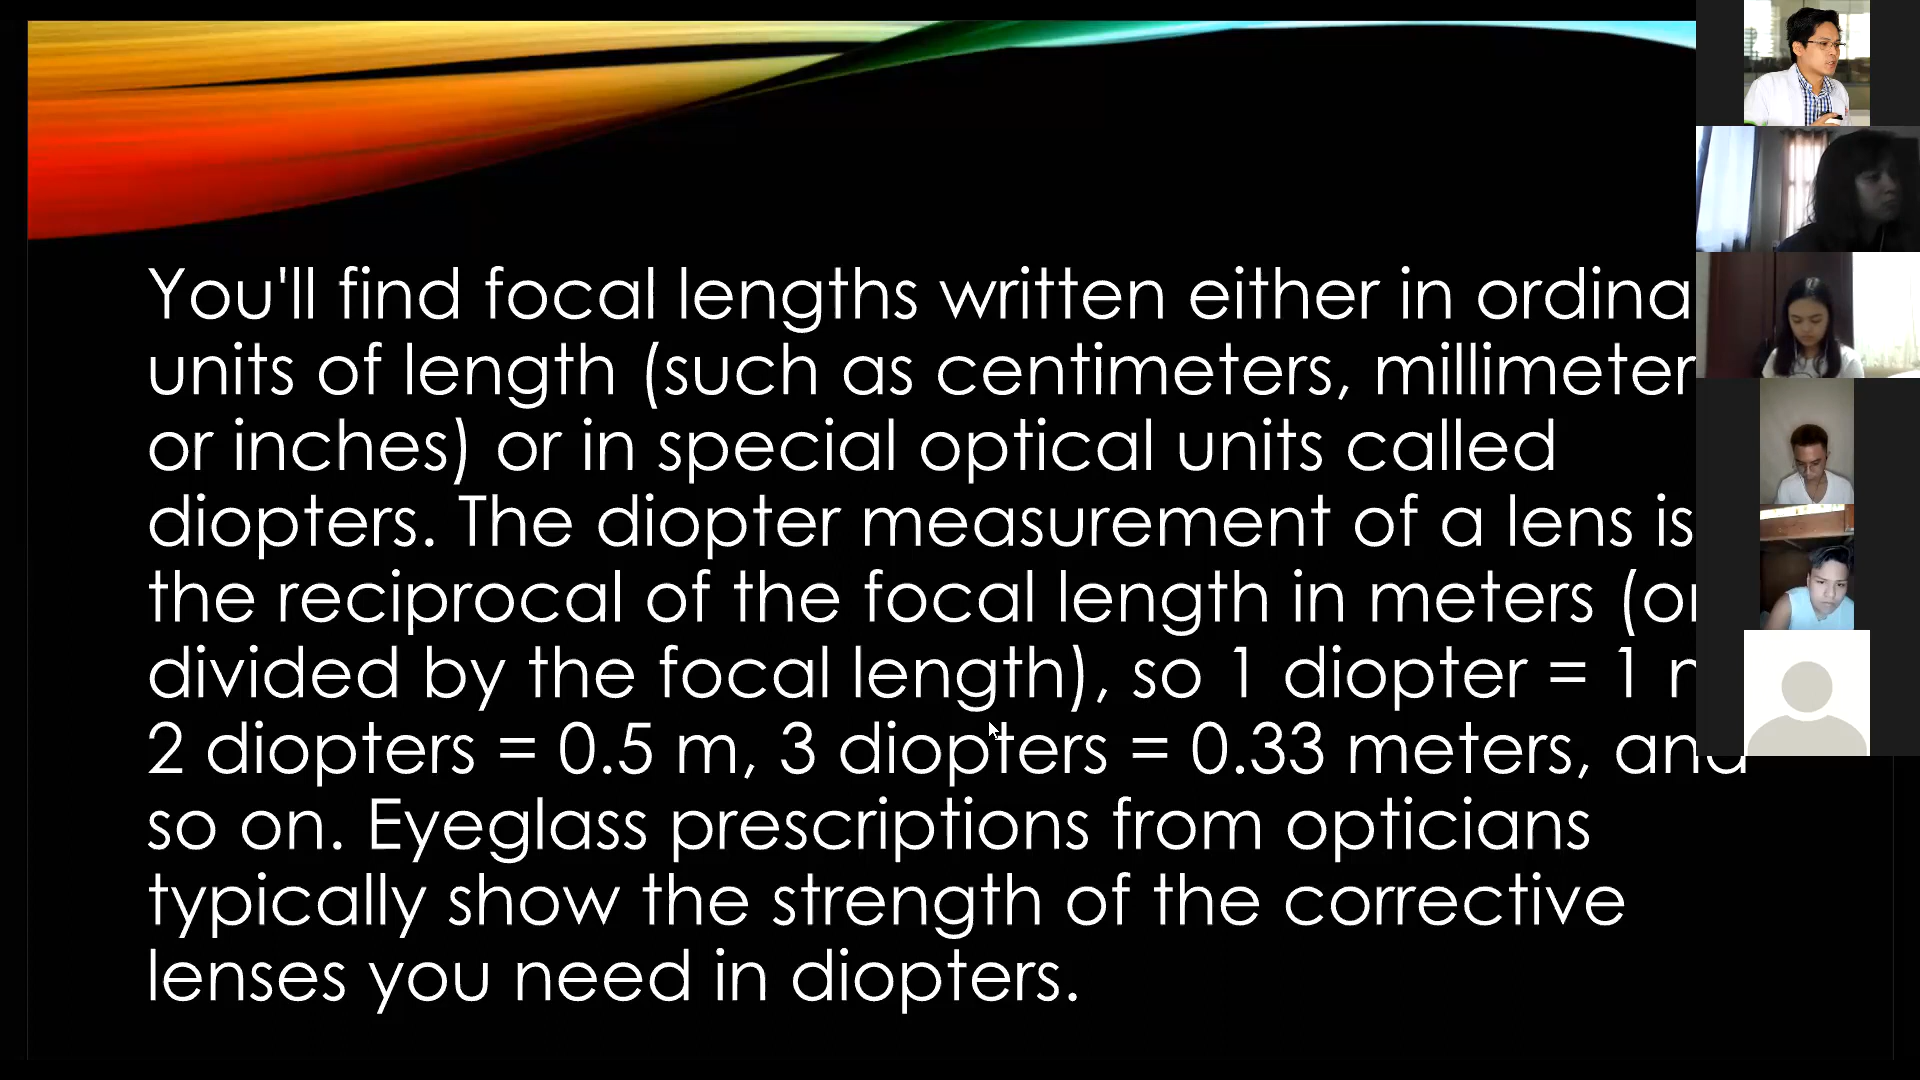 You'll find focal lengths written either in
units of length (such as centimeters,
or inches) or in special optical units called
diopters. The diopter measurement of a lens is
the reciprocal of the focal length in meters
divided by the focal length), so 1 diopter = 1
2 diopters = 0.5 m, 3 diopters = 0.33 meters, and
so on. Eyeglass prescriptions from opticians
typically show the strength of the corrective
lenses you need in diopters.